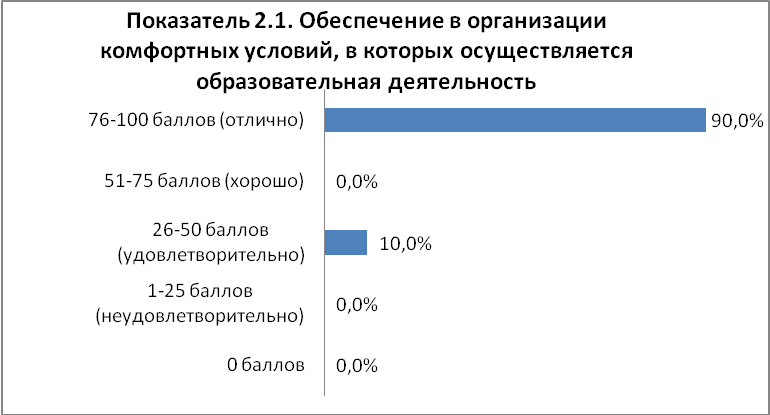 Показатель 2.1. Обеспечение в организации
комфортных условий, в которых осуществляется
образовательная деятельность
76-100 баллов (отлично)
90,0%
51-75 баллов (хорошо)
0,0%
26-50 баллов
(удовлетворительно)
10,0%
1-25 баллов
(неудовлетворительно)
0,0%
0 баллов
0,0%